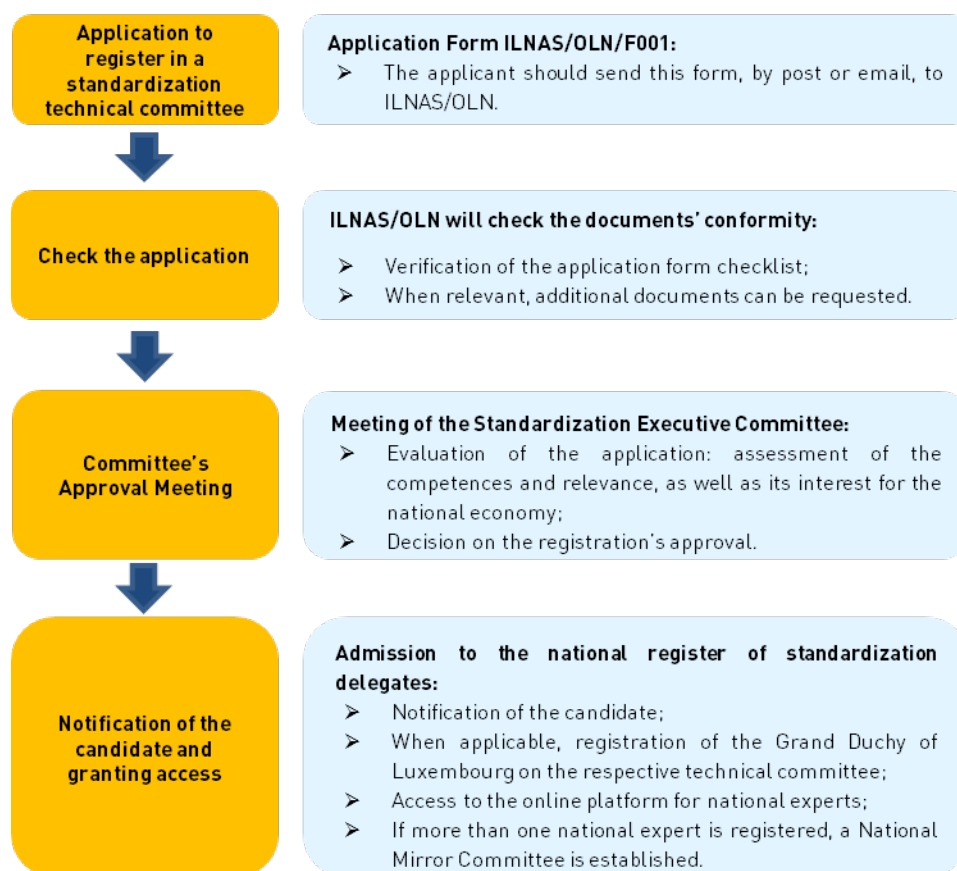 Application to
register in a
standardization
technical committee
Application Form ILNAS/OLN/F001:
➢ The applicant should send this form, by post or email, to
ILNAS/OLN.
Check the application
ILNAS/OLN will check the documents’ conformity:
➢ Verification of the application form checklist;
➢ When relevant, additional documents can be requested.
Committee’s
Approval Meeting
Meeting of the Standardization Executive Committee:
➢ Evaluation of the application: assessment of the
competences and relevance, as well as its interest for the
national economy;
➢ Decision on the registration’s approval.
Notification of the
candidate and
granting access
Admission to the national register of standardization
delegates:
➢ Notification of the candidate;
➢ When applicable, registration of the Grand Duchy of
Luxembourg on the respective technical committee;
➢ Access to the online platform for national experts;
➢ If more than one national expert is registered, a National
Mirror Committee is established.